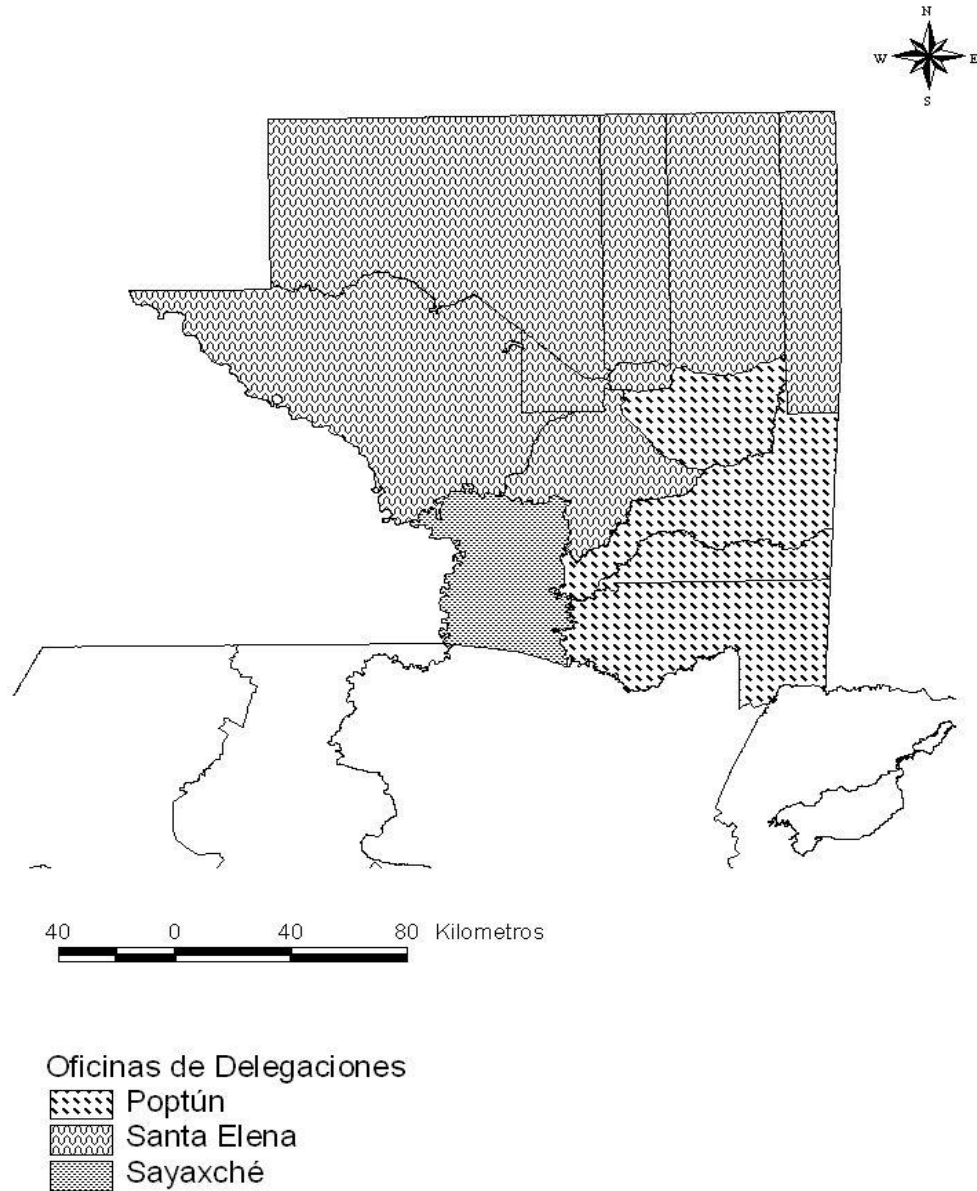 N
W E
S
40 0 40 80 Kilometros
Oficinas de Delegaciones
Poptún
Santa Elena
Sayaxché